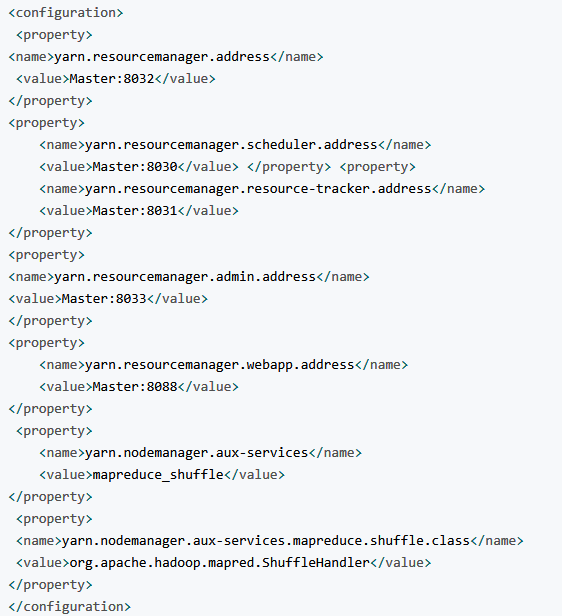 <configuration>
<property>
<name>yarn.resourcemanager.address</name>
<value>Master:8032</value>
</property>
<property>
<name>yarn.resourcemanager.scheduler.address</name>
<value>Master:8030</value> </property> <property>
<name>yarn.resourcemanager.resource-tracker.address</name>
<value>Master:8031</value>
</property>
<property>
<name>yarn.resourcemanager.admin.address</name>
<value>Master:8033</value>
</property>
<property>
<name>yarn.resourcemanager.webapp.address</name>
<value>Master:8088</value>
</property>
<property>
<name>yarn.nodemanager.aux-services</name>
<value>mapreduce_shuffle</value>
</property>
<property>
<name>yarn.nodemanager.aux-services.mapreduce.shuffle.class</name>
<value>org.apache.hadoop.mapred.ShuffleHandler</value>
</property>
</configuration>